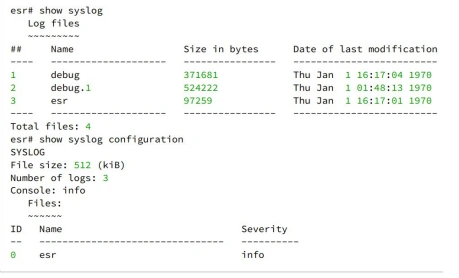 esr# show syslog
Log files
~~~~~~~~~
## Name Size in bytes Date of last modification
---- -------------------- ---------------- -------------------------
1 debug 371681 Thu Jan 1 16:17:04 1970
2 debug.1 524222 Thu Jan 1 01:48:13 1970
3 esr 97259 Thu Jan 1 16:17:01 1970
---- -------------------- ---------------- -------------------------
Total files: 4
esr# show syslog configuration
SYSLOG
File size: 512 (kiB)
Number of logs: 3
Console: info
Files:
~~~~~~
ID Name Severity
-- -------------------------------- ----------
0 esr info